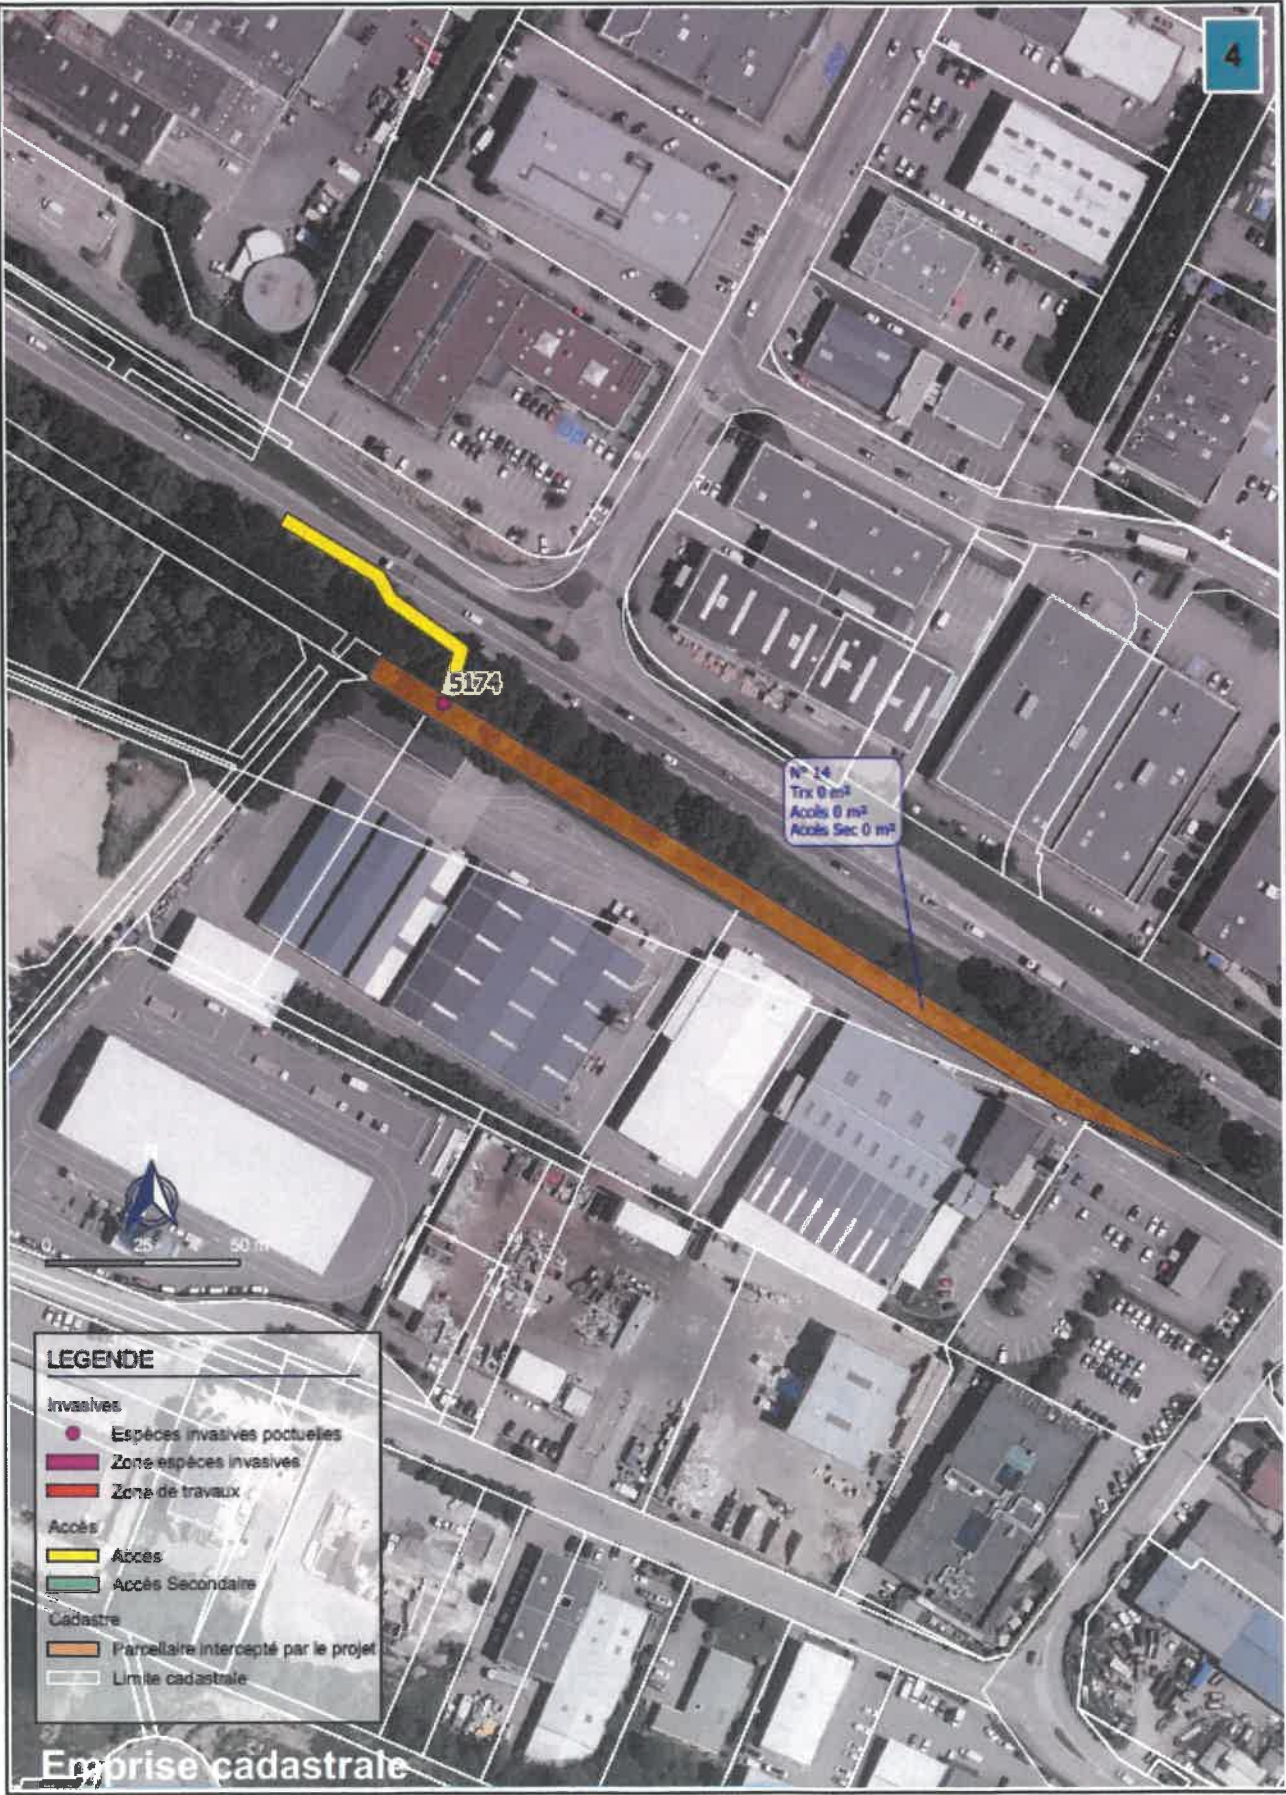 4
5174
N° 14
Trx 0 m²
Accès 0 m²
Accès Sec 0 m²
0 25 50 m
LEGENDE
Invasives
Espèces invasives poctuelles
Zone espèces invasives
Zone de travaux
Accès
Accès
Accès Secondaire
Cadastre
Parcellaire intercepté par le projet
Limite cadastrale
Emprise cadastrale